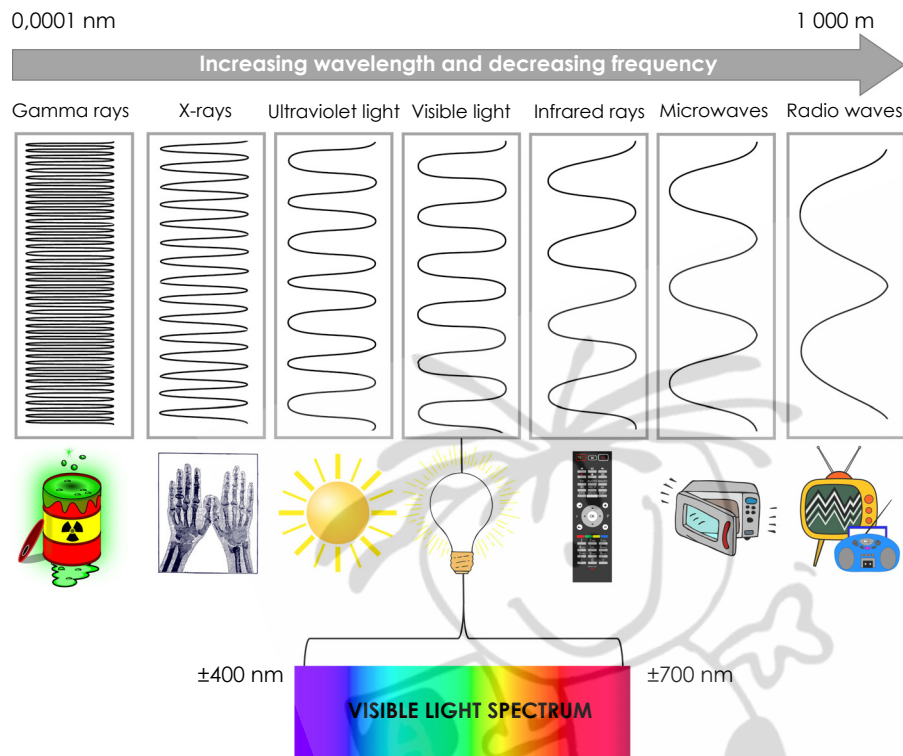 0,0001 nm
1 000 m
Increasing wavelength and decreasing frequency
Gamma rays
X-rays
Ultraviolet light
Visible light
Infrared rays
Microwaves
Radio waves
±400 nm
±700 nm
VISIBLE LIGHT SPECTRUM